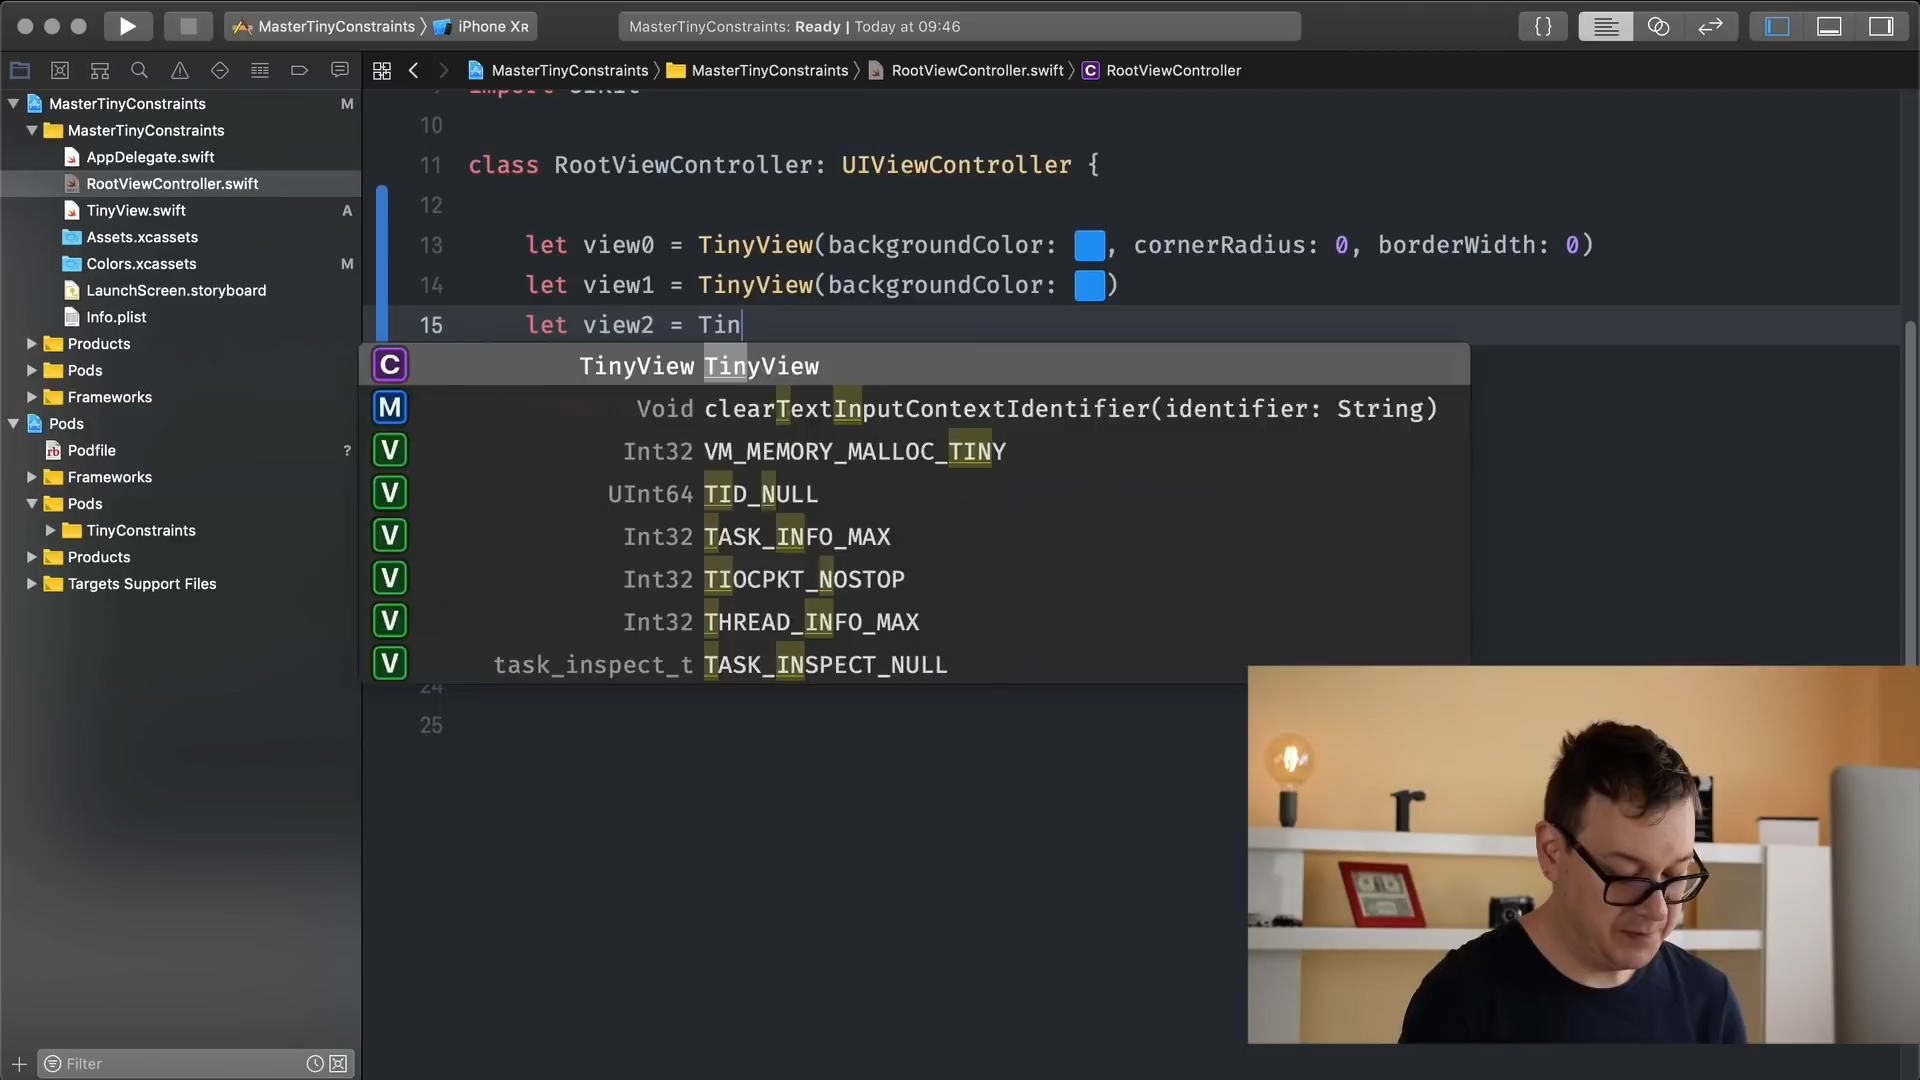 MasterTinyConstraints 〉 iPhone XR
MasterTinyConstraints: Ready | Today at 09:46
{ }
MasterTinyConstraints 〉 MasterTinyConstraints 〉 RootViewController.swift 〉 C RootViewController
MasterTinyConstraints M
MasterTinyConstraints
AppDelegate.swift
RootViewController.swift
TinyView.swift A
Assets.xcassets
Colors.xcassets M
LaunchScreen.storyboard
Info.plist
Products
Pods
Frameworks
Pods
Podfile ?
Frameworks
Pods
TinyConstraints
Products
Targets Support Files
Filter
9 import UIKit
10
11 class RootViewController: UIViewController {
12
13 let view0 = TinyView(backgroundColor: , cornerRadius: 0, borderWidth: 0)
14 let view1 = TinyView(backgroundColor: )
15 let view2 = Tin
C TinyView TinyView
M Void clearTextInputContextIdentifier(identifier: String)
V Int32 VM_MEMORY_MALLOC_TINY
V UInt64 TID_NULL
V Int32 TASK_INFO_MAX
V Int32 TIOCPKT_NOSTOP
V Int32 THREAD_INFO_MAX
V task_inspect_t TASK_INSPECT_NULL
24
25